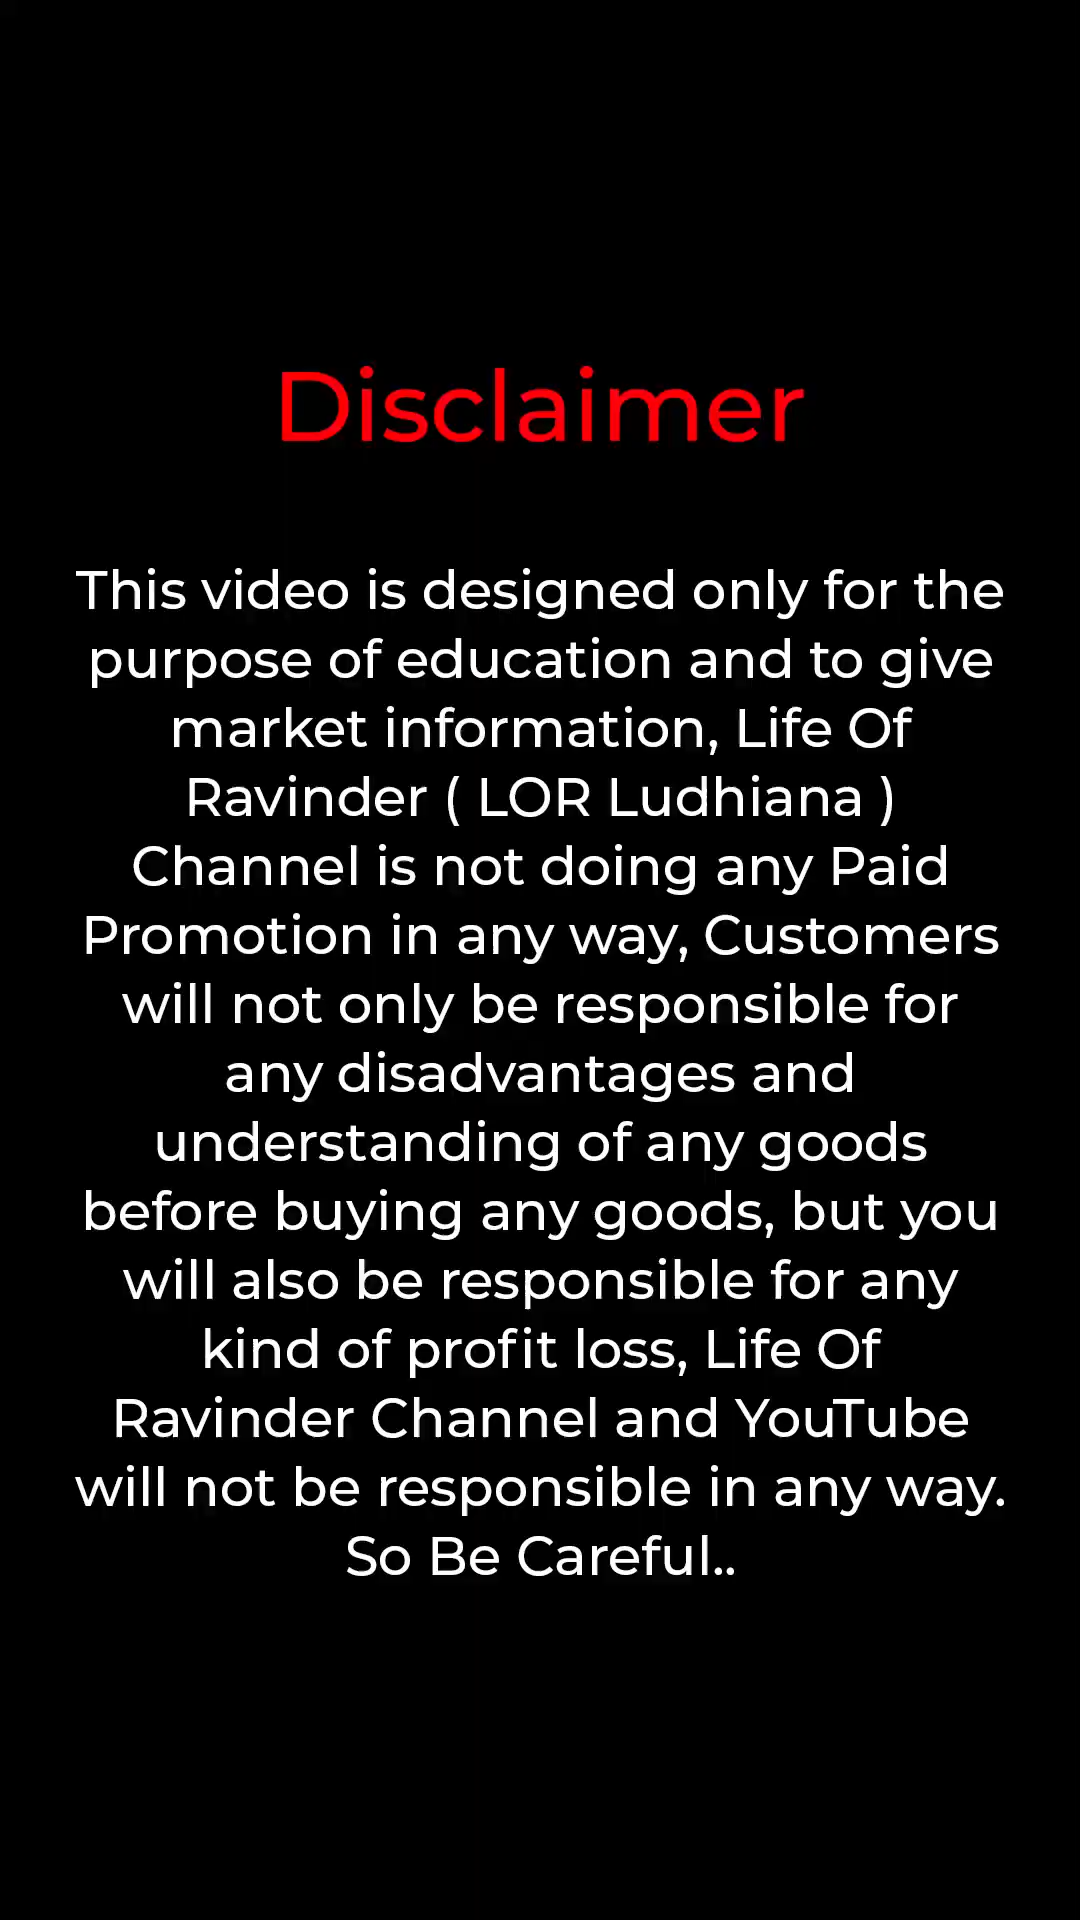 Disclaimer
This video is designed only for the
purpose of education and to give
market information, Life Of
Ravinder ( LOR Ludhiana )
Channel is not doing any Paid
Promotion in any way, Customers
will not only be responsible for
any disadvantages and
understanding of any goods
before buying any goods, but you
will also be responsible for any
kind of profit loss, Life Of
Ravinder Channel and YouTube
will not be responsible in any way.
So Be Careful..